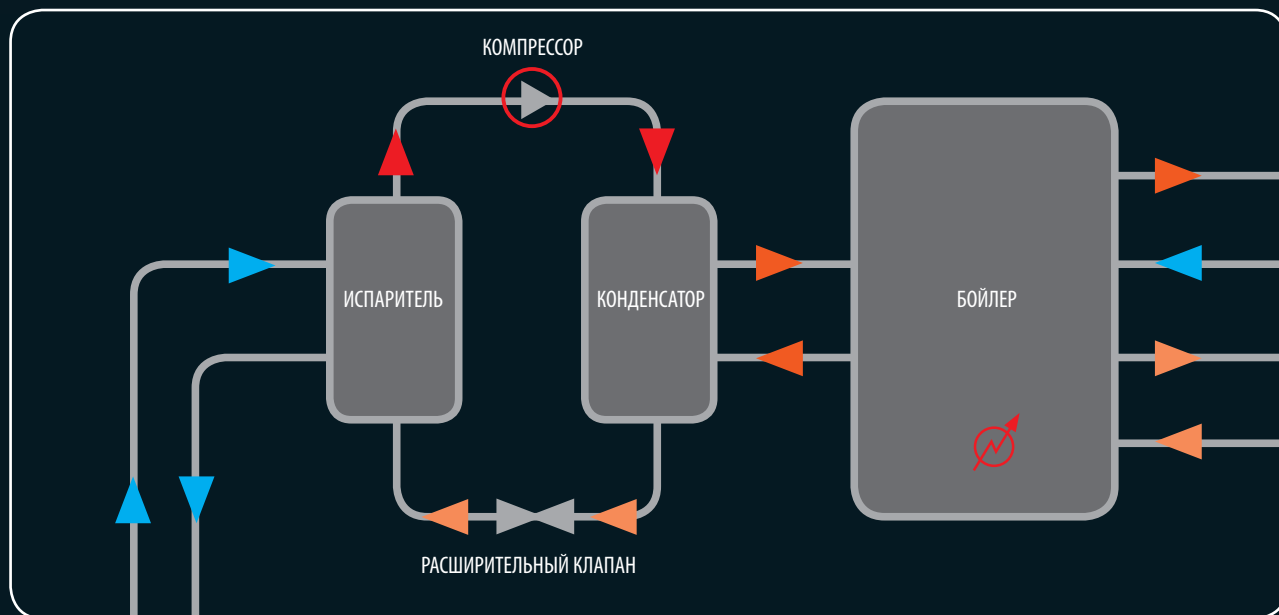 КОМПРЕССОР
ИСПАРИТЕЛЬ
КОНДЕНСАТОР
БОЙЛЕР
РАСШИРИТЕЛЬНЫЙ КЛАПАН